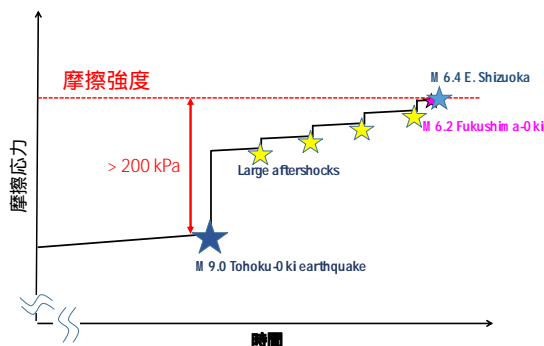 M 6.4 E. Shizuoka
摩擦強度
M 6.2 Fukushima-Oki
> 200 kPa
Large aftershocks
摩擦応力
M 9.0 Tohoku-Oki earthquake
時間